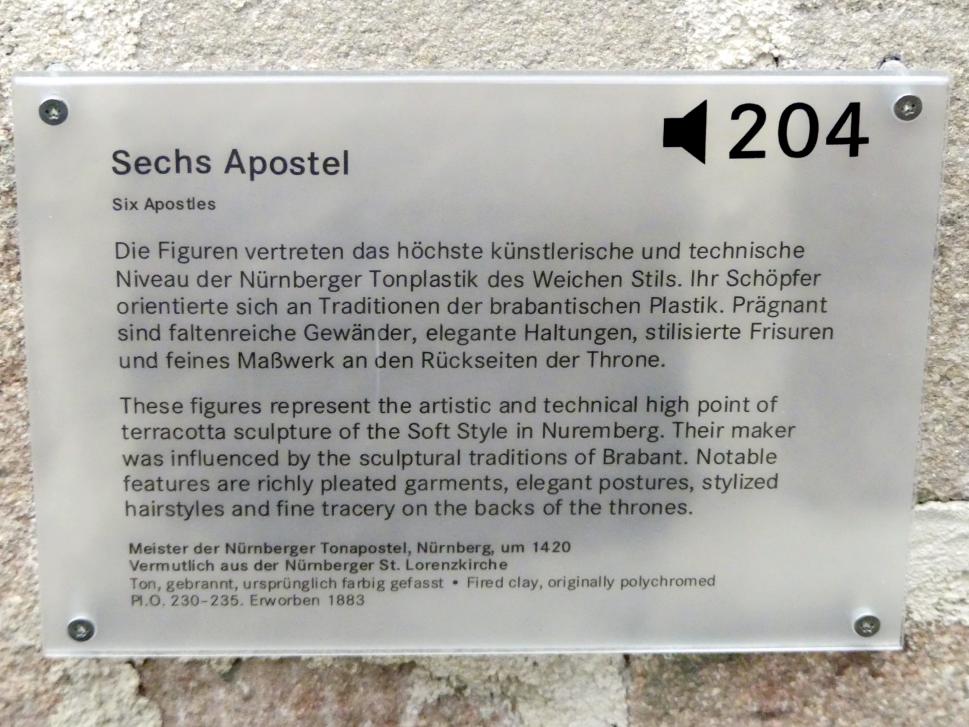 204
Sechs Apostel
Six Apostles
Die Figuren vertreten das höchste künstlerische und technische
Niveau der Nürnberger Tonplastik des Weichen Stils. Ihr Schöpfer
orientierte sich an Traditionen der brabantischen Plastik. Prägnant
sind faltenreiche Gewänder, elegante Haltungen, stilisierte Frisuren
und feines Maßwerk an den Rückseiten der Throne.
These figures represent the artistic and technical high point of
terracotta sculpture of the Soft Style in Nuremberg. Their maker
was influenced by the sculptural traditions of Brabant. Notable
features are richly pleated garments, elegant postures, stylized
hairstyles and fine tracery on the backs of the thrones.
Meister der Nürnberger Tonapostel, Nürnberg, um 1420
Vermutlich aus der Nürnberger St. Lorenzkirche
Ton, gebrannt, ursprünglich farbig gefasst • Fired clay, originally polychromed
Pl.O. 230–235. Erworben 1883